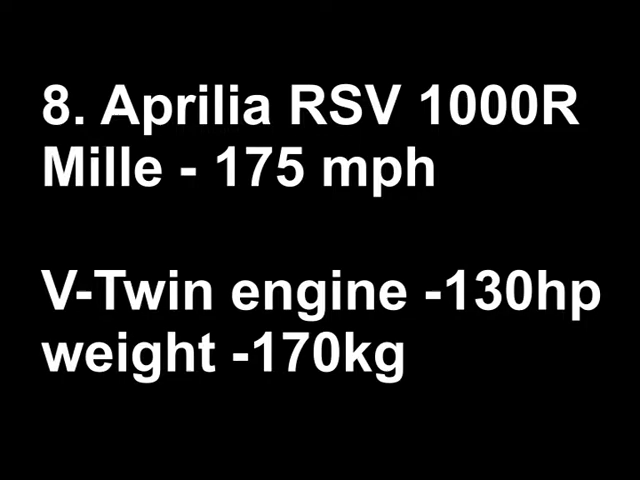 8. Aprilia RSV 1000R
Mille - 175 mph
V-Twin engine -130hp
weight -170kg